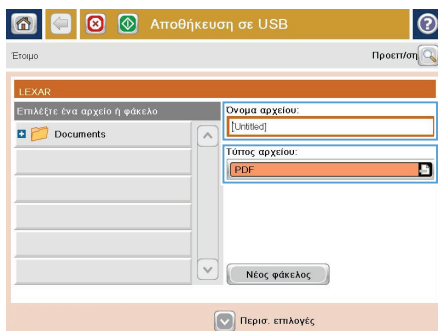 Αποθήκευση σε USB
Έτοιμο
Προεπ/ση
LEXAR
Επιλέξτε ένα αρχείο ή φάκελο
Documents
Όνομα αρχείου:
[Untitled]
Τύπος αρχείου:
PDF
Νέος φάκελος
Περισ. επιλογές